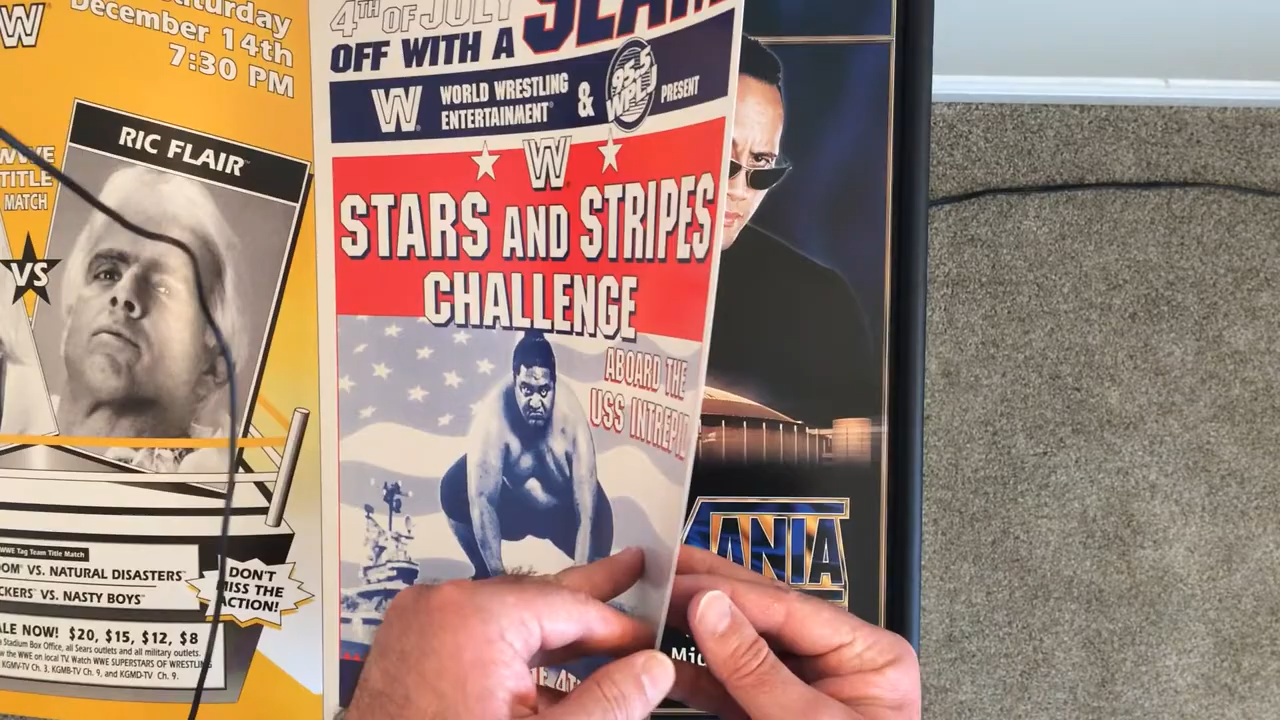 W
Saturday
December 14th
7:30 PM
RIC FLAIR
WWE
TITLE
MATCH
VS
WWE Tag Team Title Match
VS. NATURAL DISASTERS
VS. NASTY BOYS
DON'T
MISS THE
ACTION!
NOW! $20, $15, $12, $8
Stadium Box Office, all Sears outlets and all military outlets.
the WWE on local TV. Watch WWE SUPERSTARS OF WRESTLING
KGMV-TV Ch. 3, KGMB-TV Ch. 9, and KGMD-TV Ch. 9.
4TH OF JULY
OFF WITH A SLAM
W WORLD WRESTLING
ENTERTAINMENT & 95.5 WPLJ PRESENT
W
STARS AND STRIPES
CHALLENGE
ABOARD THE
USS INTREPID